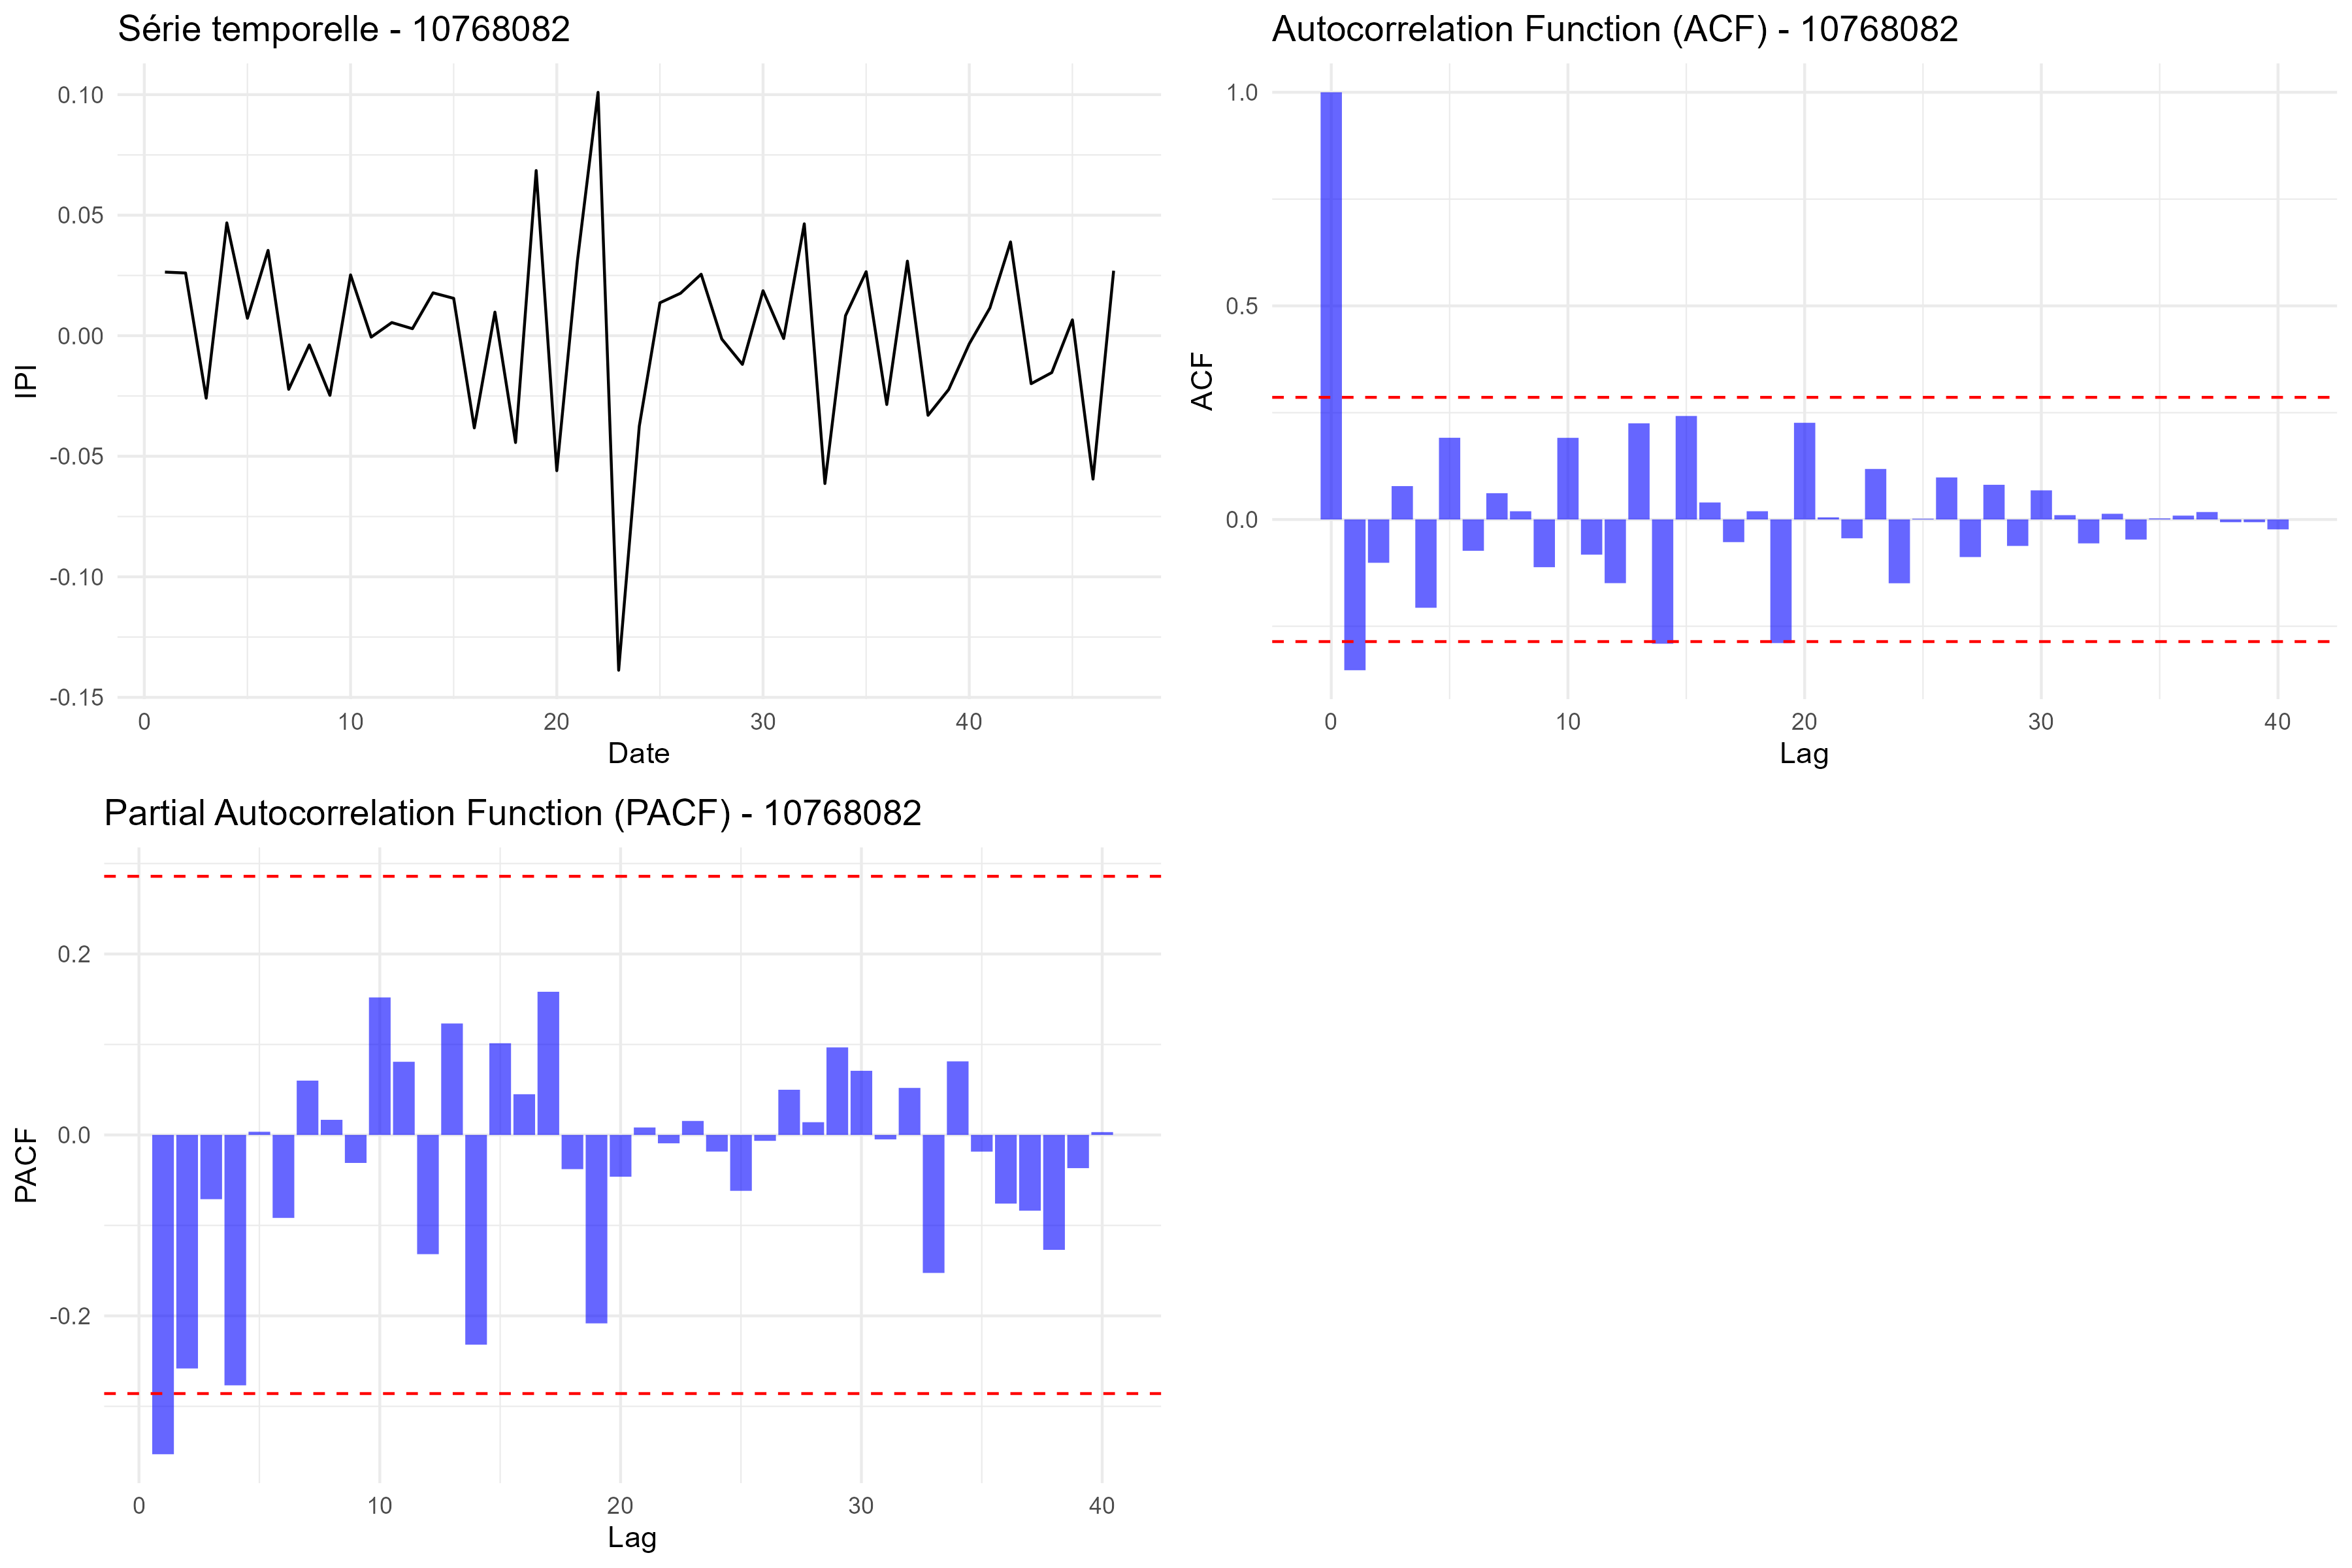 Série temporelle - 10768082
0.10
0.05
0.00
-0.05
-0.10
-0.15
IPI
0 10 20 30 40
Date
Autocorrelation Function (ACF) - 10768082
1.0
0.5
0.0
ACF
0 10 20 30 40
Lag
Partial Autocorrelation Function (PACF) - 10768082
0.2
0.0
-0.2
PACF
0 10 20 30 40
Lag